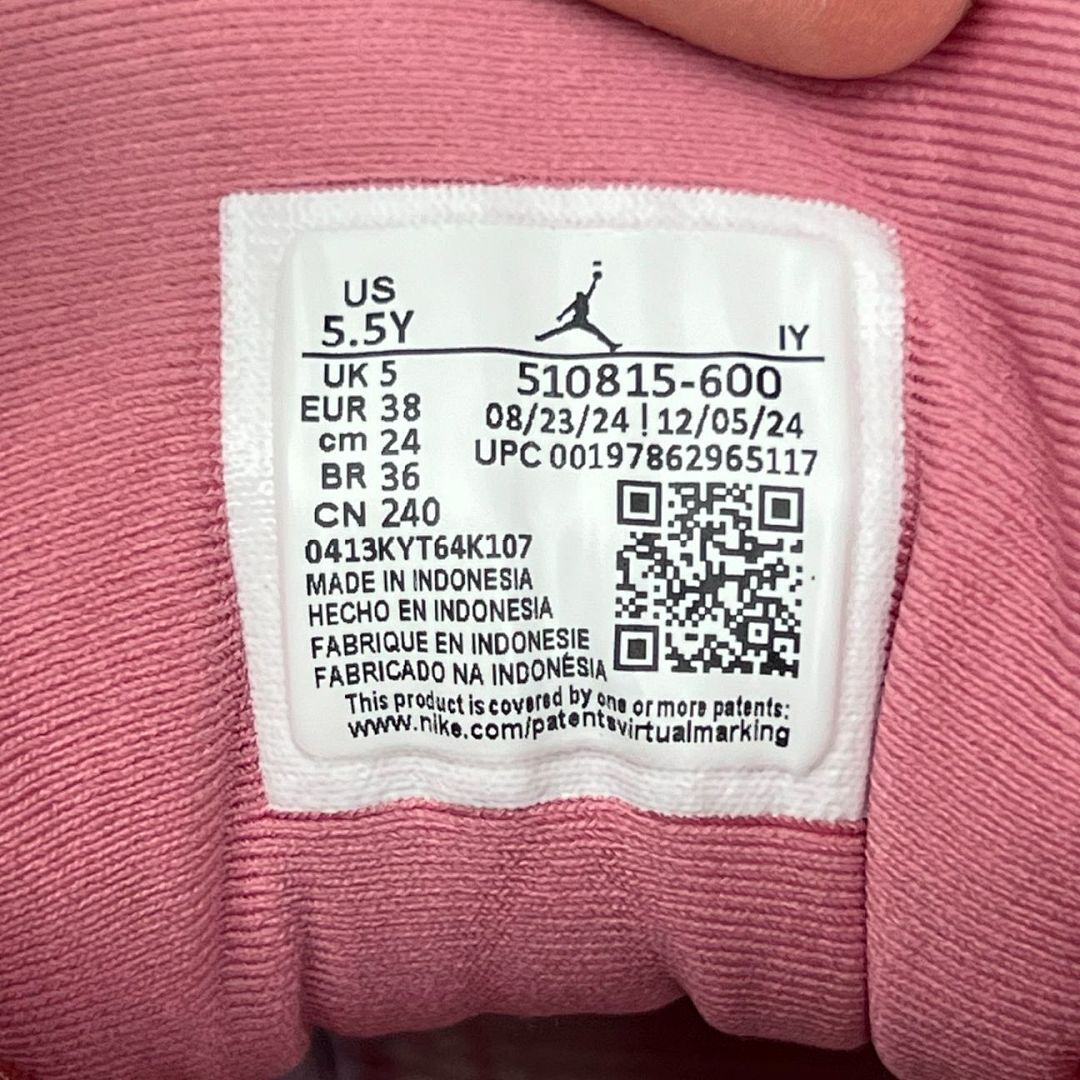 US
5.5Y
IY
UK 5
EUR 38
cm 24
BR 36
CN 240
510815-600
08/23/24 | 12/05/24
UPC 00197862965117
0413KYT64K107
MADE IN INDONESIA
HECHO EN INDONESIA
FABRIQUE EN INDONESIE
FABRICADO NA INDONÉSIA
This product is covered by one or more patents:
www.nike.com/patentsvirtualmarking